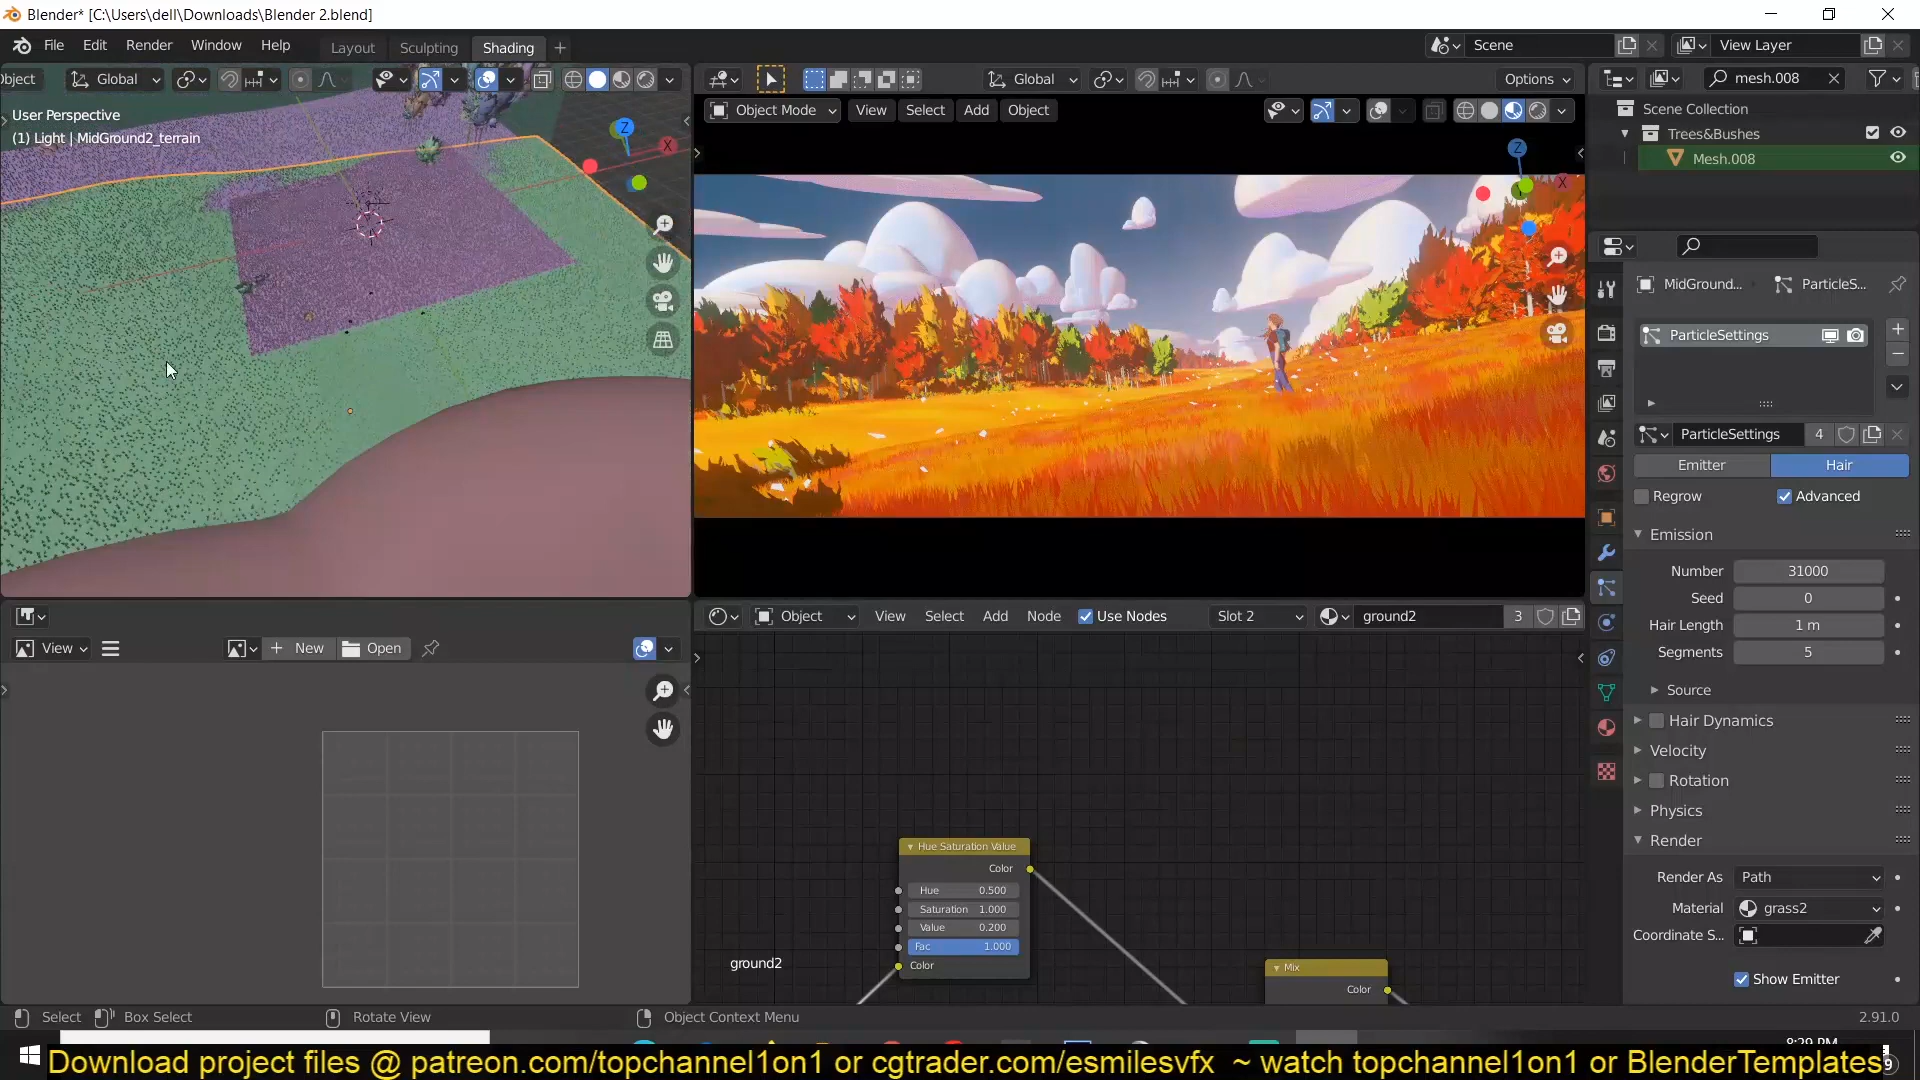 Blender* [C:\Users\dell\Downloads\Blender 2.blend]
File Edit Render Window Help Layout Sculpting Shading Scene View Layer
bject Global Global Options mesh.008
Object Mode View Select Add Object
User Perspective
(1) Light | MidGround2_terrain
Z
X
Z
X
Scene Collection
Trees&Bushes
Mesh.008
MidGround... ParticleS...
ParticleSettings
ParticleSettings 4
Emitter Hair
Regrow Advanced
Emission
Number 31000
Seed 0
Hair Length 1 m
Segments 5
Source
Hair Dynamics
Velocity
Rotation
Physics
Render
Render As Path
Material grass2
Coordinate S...
Show Emitter
View New Open
Object View Select Add Node Use Nodes Slot 2 ground2 3
Hue Saturation Value
Color
Hue 0.500
Saturation 1.000
Value 0.200
Fac 1.000
Color
ground2
Mix
Color
Select Box Select Rotate View Object Context Menu 2.91.0
8:29 PM
Download project files @ patreon.com/topchannel1on1 or cgtrader.com/esmilesvfx ~ watch topchannel1on1 or BlenderTemplates